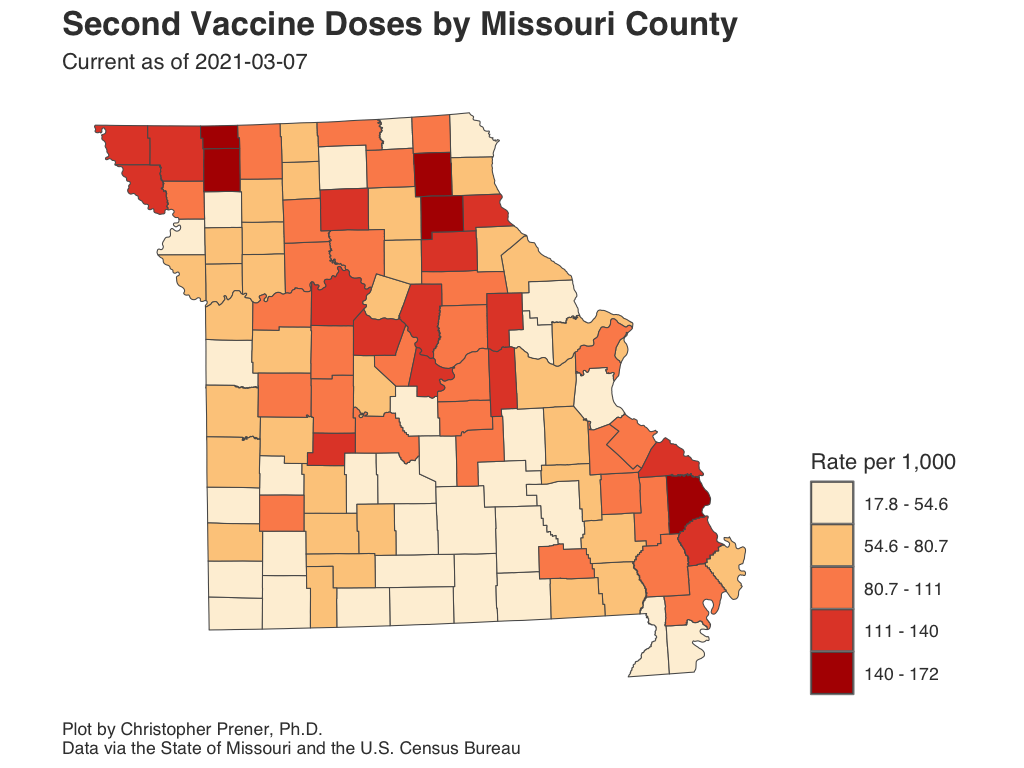 Second Vaccine Doses by Missouri County
Current as of 2021-03-07
Rate per 1,000
17.8 - 54.6
54.6 - 80.7
80.7 - 111
111 - 140
140 - 172
Plot by Christopher Prener, Ph.D.
Data via the State of Missouri and the U.S. Census Bureau